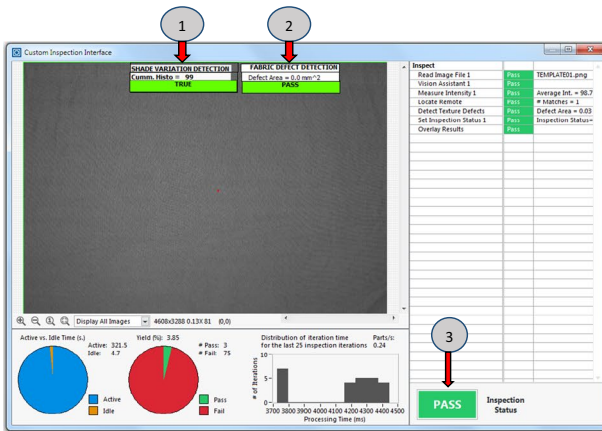 1
2
Custom Inspection Interface
SHADE VARIATION DETECTION
Cumm. Histo = 99
TRUE
FABRIC DEFECT DETECTION
Defect Area = 0.0 mm^2
PASS
Inspect
Read Image File 1 Pass TEMPLATE01.png
Vision Assistant 1 Pass
Measure Intensity 1 Pass Average Int. = 98.7
Locate Remote Pass # Matches = 1
Detect Texture Defects Pass Defect Area = 0.03
Set Inspection Status 1 Pass Inspection Status=
Overlay Results Pass
Display All Images 4608x3288 0.13X 81 (0,0)
Active vs. Idle Time (s.)
Active: 321.5
Idle: 4.7
Active
Idle
Yield (%): 3.85
# Pass: 3
# Fail: 75
Pass
Fail
Distribution of iteration time
for the last 25 inspection iterations
Parts/s:
0.24
# of Iterations
10
5
0
3700 3800 3900 4000 4100 4200 4300 4400 4500
Processing Time (ms)
3
PASS
Inspection
Status